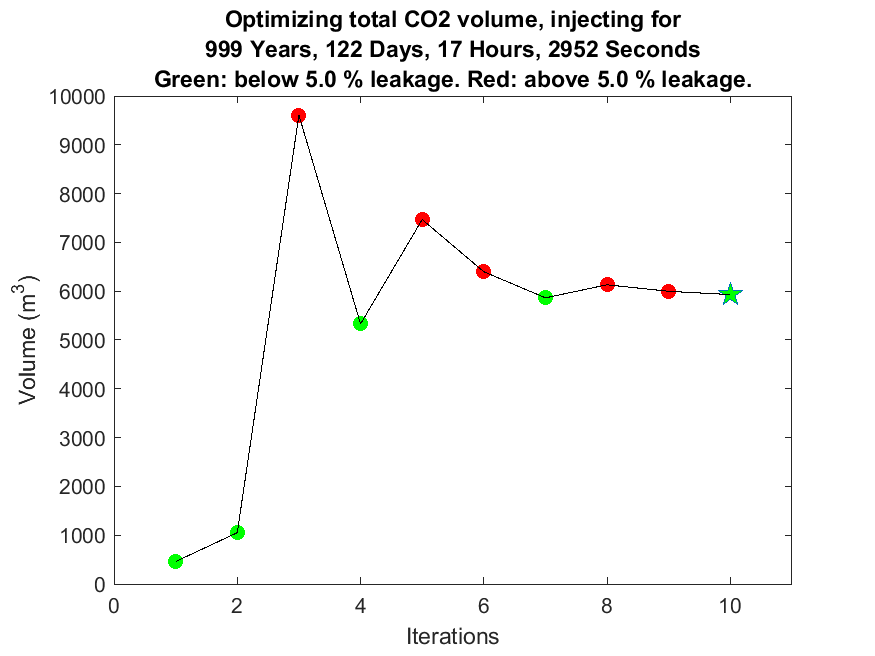 Optimizing total CO2 volume, injecting for
999 Years, 122 Days, 17 Hours, 2952 Seconds
Green: below 5.0 % leakage. Red: above 5.0 % leakage.
10000
9000
8000
7000
6000
5000
4000
3000
2000
1000
0
Volume (m³)
0 2 4 6 8 10
Iterations